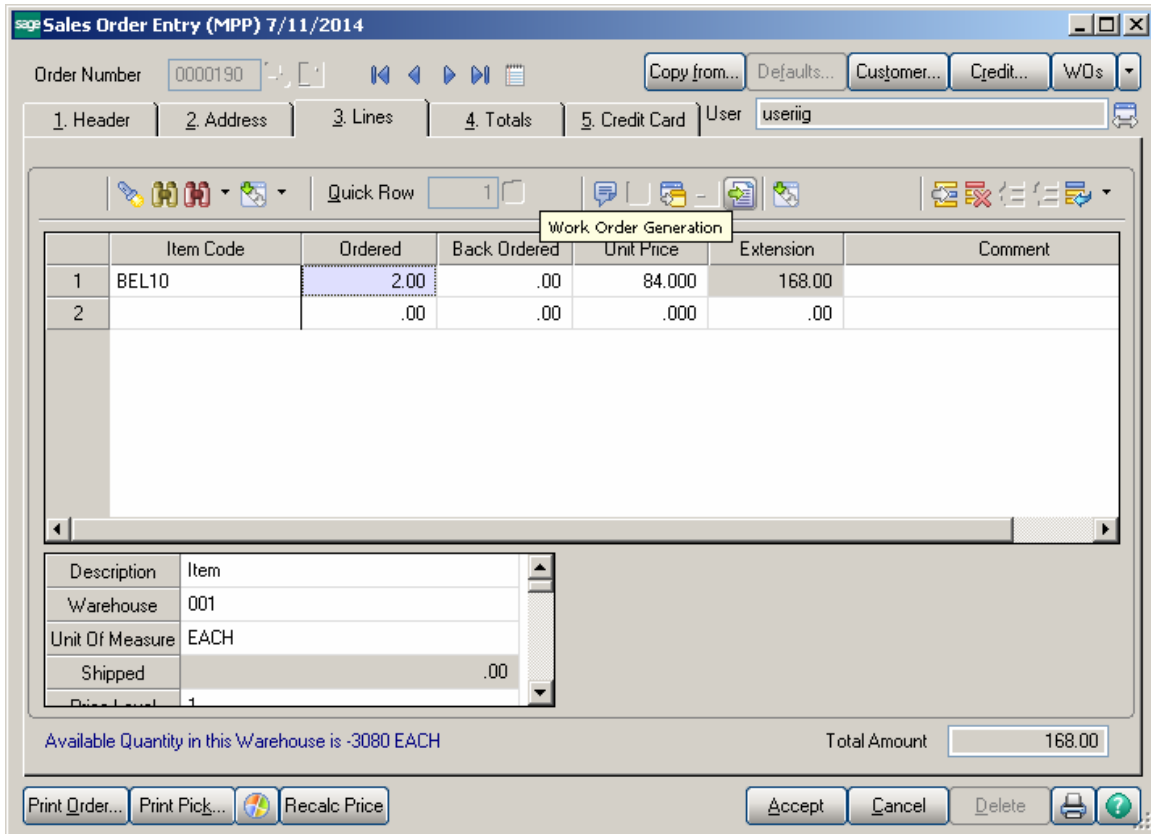 sage Sales Order Entry (MPP) 7/11/2014
Order Number 0000190 Copy from... Defaults... Customer... Credit... WOs
1. Header 2. Address 3. Lines 4. Totals 5. Credit Card User useriig
Quick Row 1
Work Order Generation
Item Code Ordered Back Ordered Unit Price Extension Comment
1 BEL10 2.00 .00 84.000 168.00
2 .00 .00 .000 .00
Description Item
Warehouse 001
Unit Of Measure EACH
Shipped .00
Price Level 1
Available Quantity in this Warehouse is -3080 EACH Total Amount 168.00
Print Order... Print Pick... Recalc Price Accept Cancel Delete